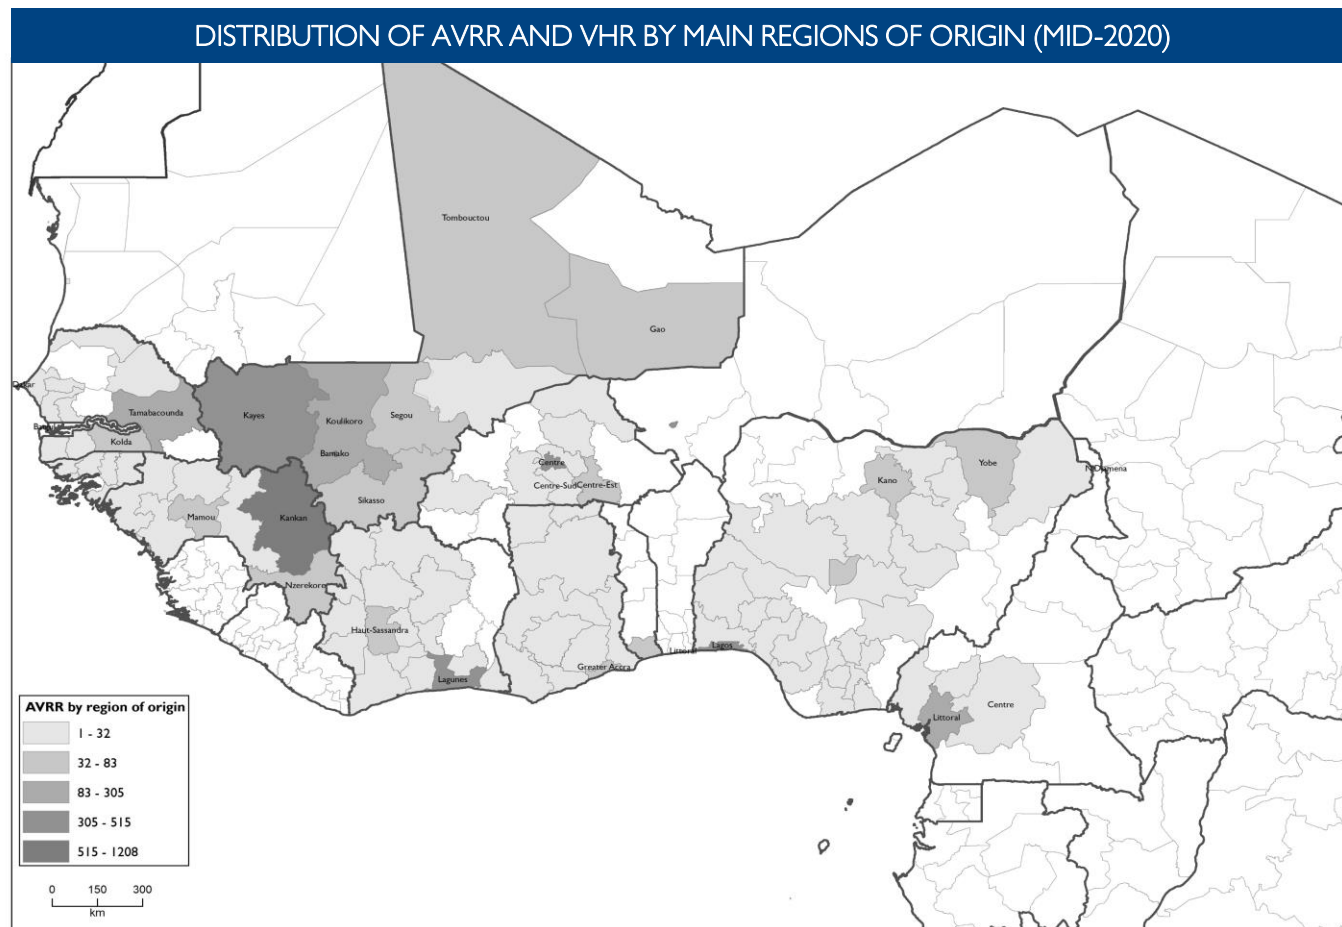 DISTRIBUTION OF AVRR AND VHR BY MAIN REGIONS OF ORIGIN (MID-2020)
Tombouctou
Gao
Dakar
Tamabacounda
Kayes
Koulikoro
Segou
Kolda
Bamako
Centre
Centre-Sud
Centre-Est
Sikasso
Kano
Yobe
N'Djamena
Mamou
Kankan
Nzerekore
Haut-Sassandra
Lagunes
Greater Accra
Littoral
Lagos
Littoral
Centre
AVRR by region of origin
1 - 32
32 - 83
83 - 305
305 - 515
515 - 1208
0 150 300
km